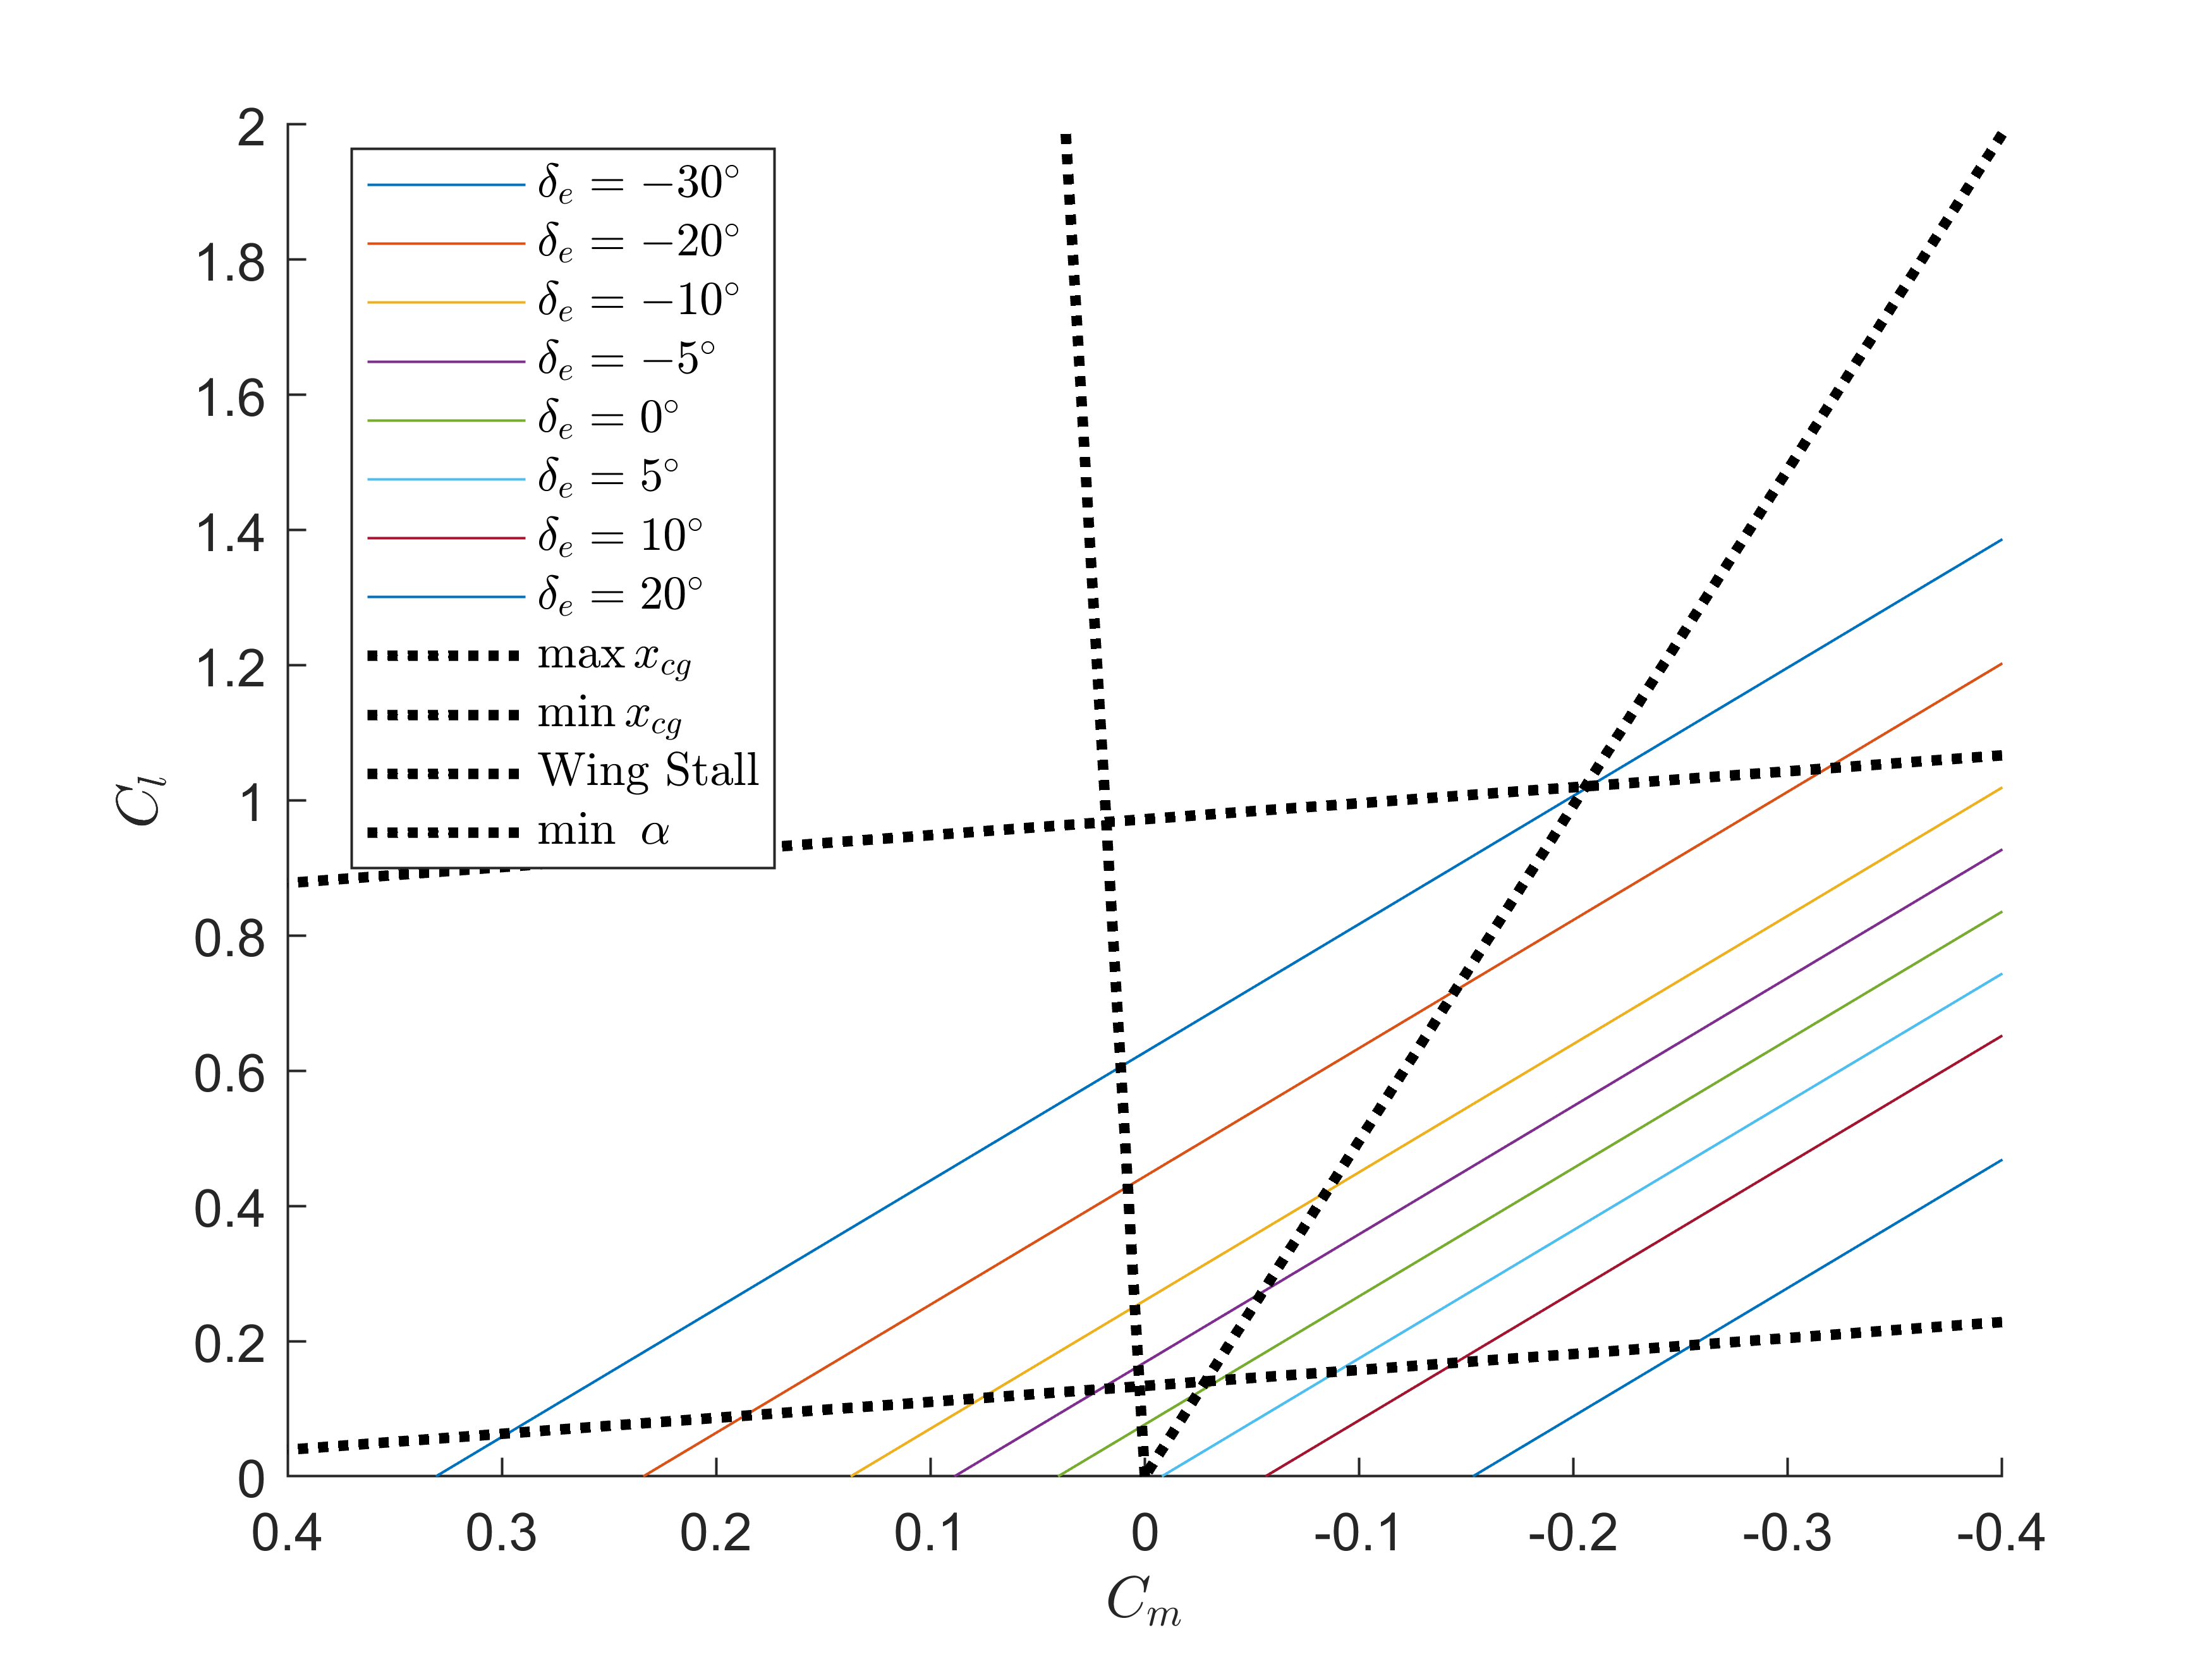 2
1.8
1.6
1.4
1.2
1
0.8
0.6
0.4
0.2
0
C_l
δ_e = −30°
δ_e = −20°
δ_e = −10°
δ_e = −5°
δ_e = 0°
δ_e = 5°
δ_e = 10°
δ_e = 20°
max x_cg
min x_cg
Wing Stall
min α
0.4 0.3 0.2 0.1 0 -0.1 -0.2 -0.3 -0.4
C_m